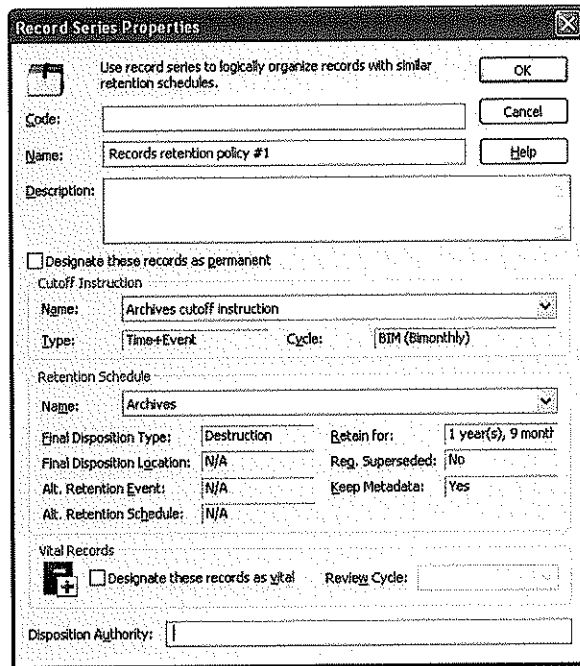 Record Series Properties
Use record series to logically organize records with similar
retention schedules.
OK
Code:
Cancel
Name: Records retention policy #1
Help
Description:
Designate these records as permanent
Cutoff Instruction
Name: Archives cutoff instruction
Type: Time+Event Cycle: BIM (Bimonthly)
Retention Schedule
Name: Archives
Final Disposition Type: Destruction Retain for: 1 year(s), 9 month
Final Disposition Location: N/A Reg. Superseded: No
Alt. Retention Event: N/A Keep Metadata: Yes
Alt. Retention Schedule: N/A
Vital Records
Designate these records as vital Review Cycle:
Disposition Authority: